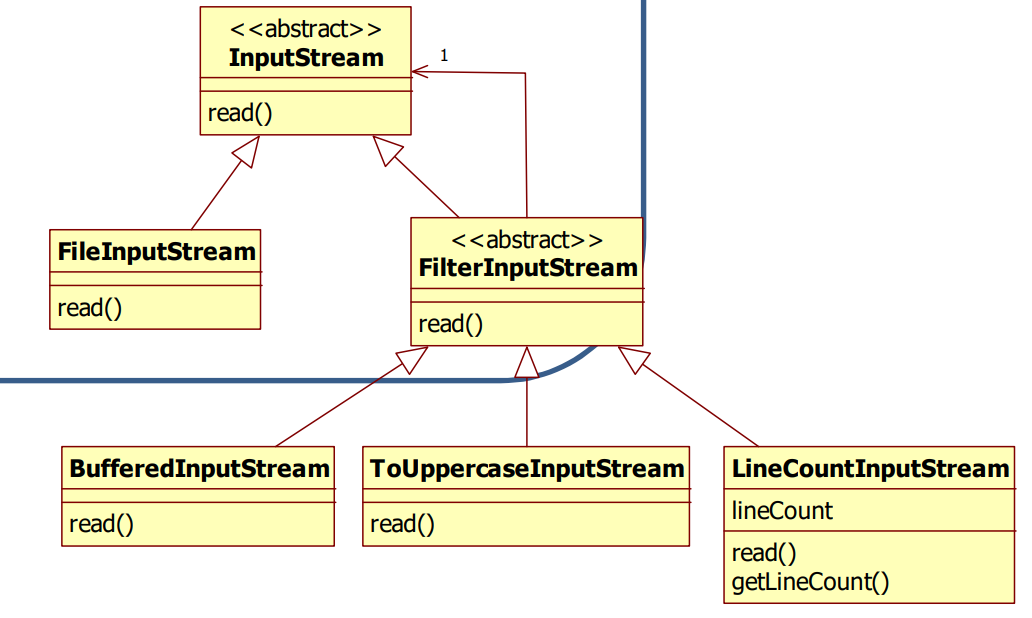 <<abstract>>
InputStream
1
read()
FileInputStream
read()
<<abstract>>
FilterInputStream
read()
BufferedInputStream
read()
ToUppercaseInputStream
read()
LineCountInputStream
lineCount
read()
getLineCount()